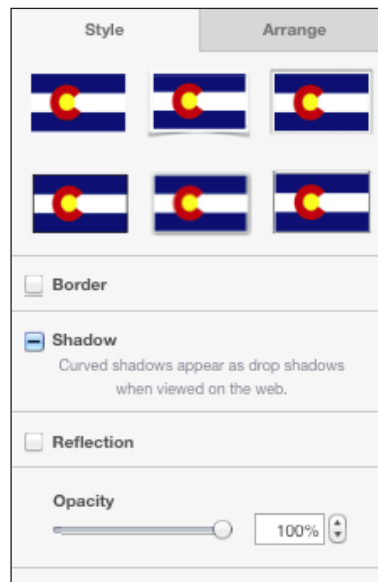 Style Arrange
Border
Shadow
Curved shadows appear as drop shadows
when viewed on the web.
Reflection
Opacity
100%